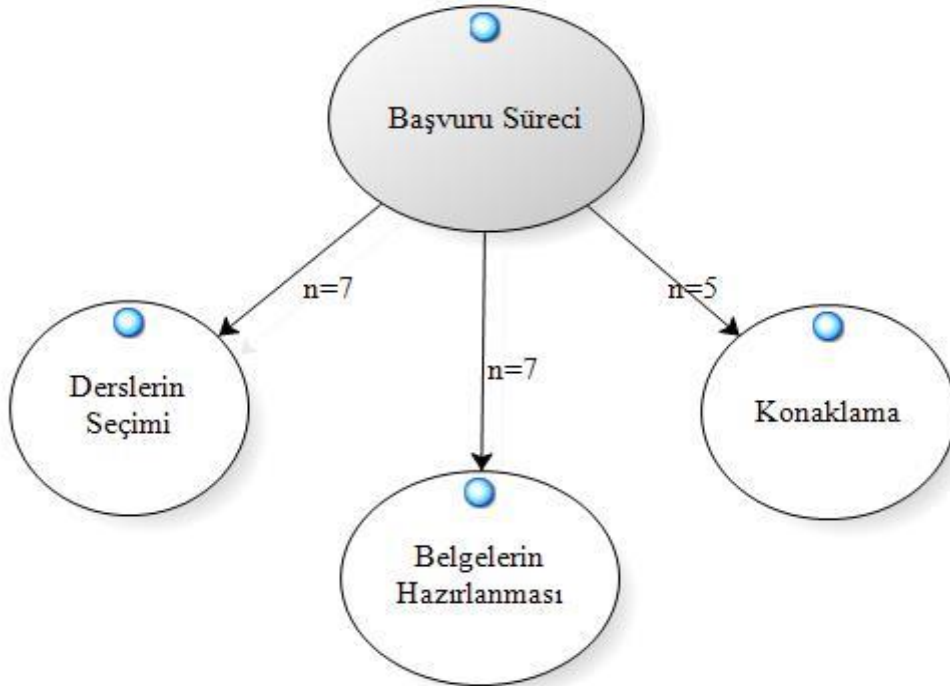 Başvuru Süreci
n=7
n=5
n=7
Derslerin
Seçimi
Konaklama
Belgelerin
Hazırlanması